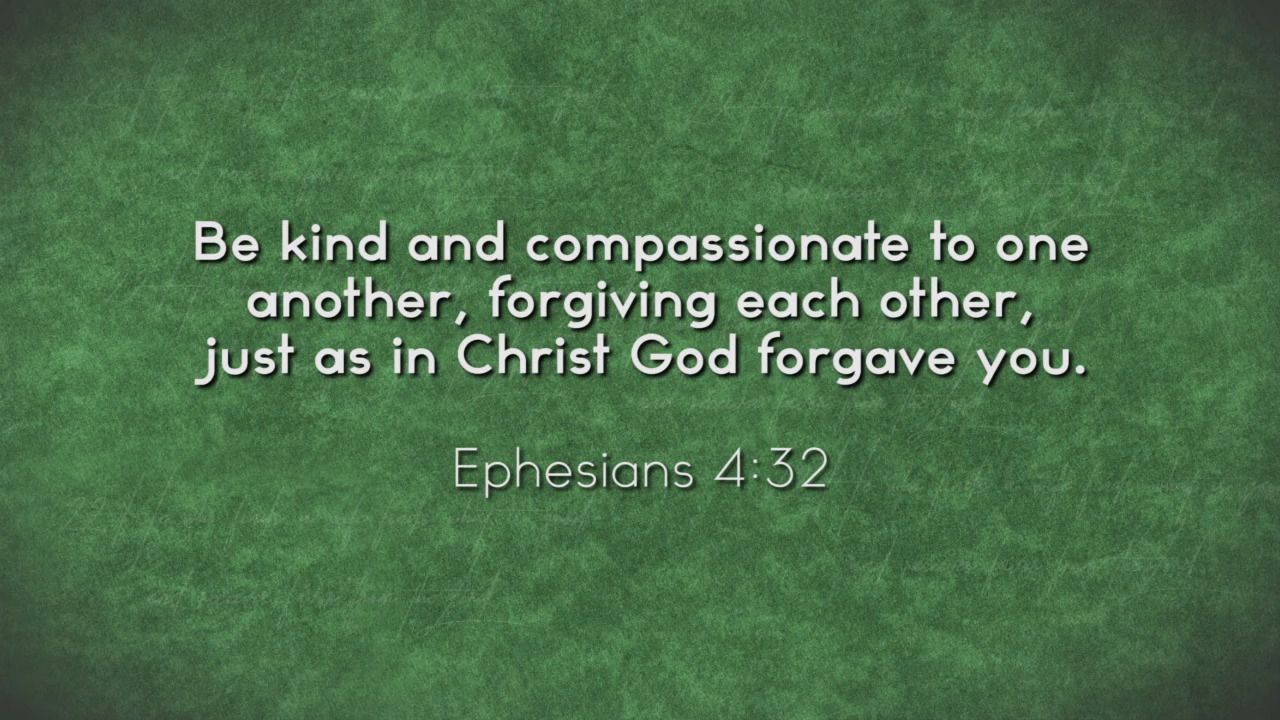 Be kind and compassionate to one
another, forgiving each other,
just as in Christ God forgave you.
Ephesians 4:32